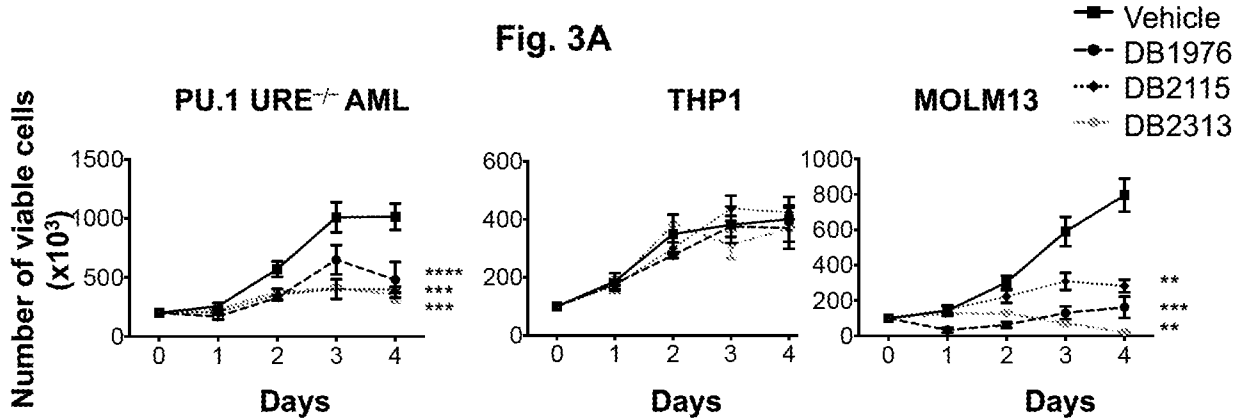 Fig. 3A
Vehicle
DB1976
DB2115
DB2313
PU.1 URE⁻/⁻ AML
THP1
MOLM13
Number of viable cells
(x10³)
1500
1000
500
0
0 1 2 3 4
****
***
***
Days
600
400
200
0
0 1 2 3 4
Days
1000
800
600
400
200
0
0 1 2 3 4
**
***
**
Days